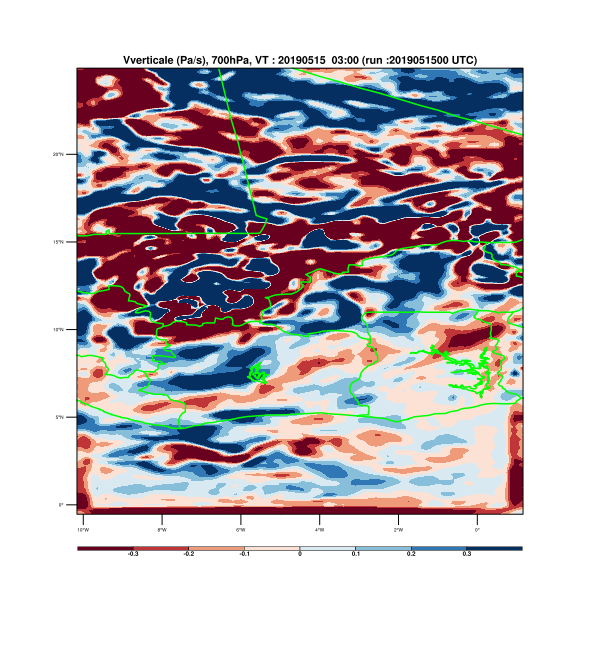 Vverticale (Pa/s), 700hPa, VT : 20190515  03:00 (run :2019051500 UTC)
20°N
15°N
10°N
5°N
0°
10°W 8°W 6°W 4°W 2°W 0°
-0.3 -0.2 -0.1 0 0.1 0.2 0.3